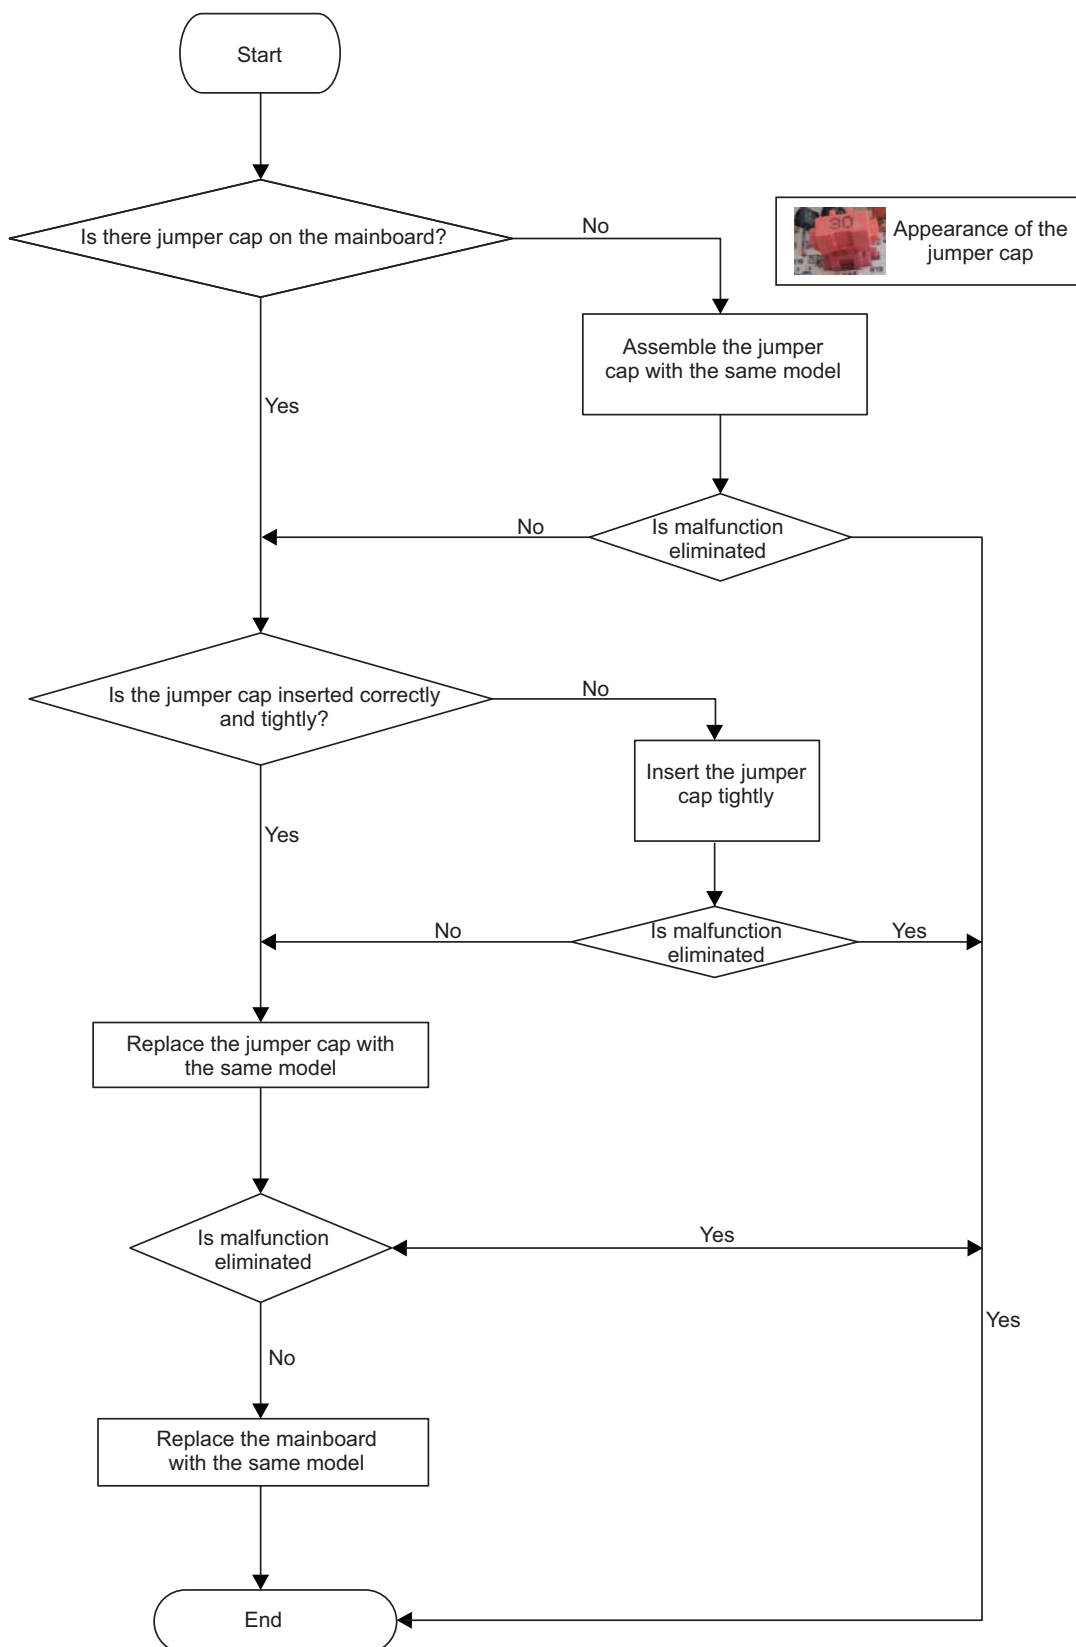 Start
Is there jumper cap on the mainboard?
No
30
Appearance of the
jumper cap
Assemble the jumper
cap with the same model
Yes
No
Is malfunction
eliminated
Is the jumper cap inserted correctly
and tightly?
No
Insert the jumper
cap tightly
Yes
No
Is malfunction
eliminated
Yes
Replace the jumper cap with
the same model
Is malfunction
eliminated
Yes
Yes
No
Replace the mainboard
with the same model
End